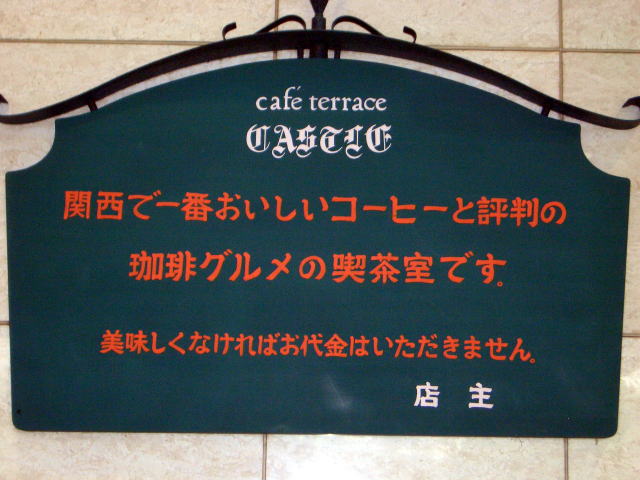 café terrace
CASTLE
関西で一番おいしいコーヒーと評判の
珈琲グルメの喫茶室です。
美味しくなければお代金はいただきません。
店 主